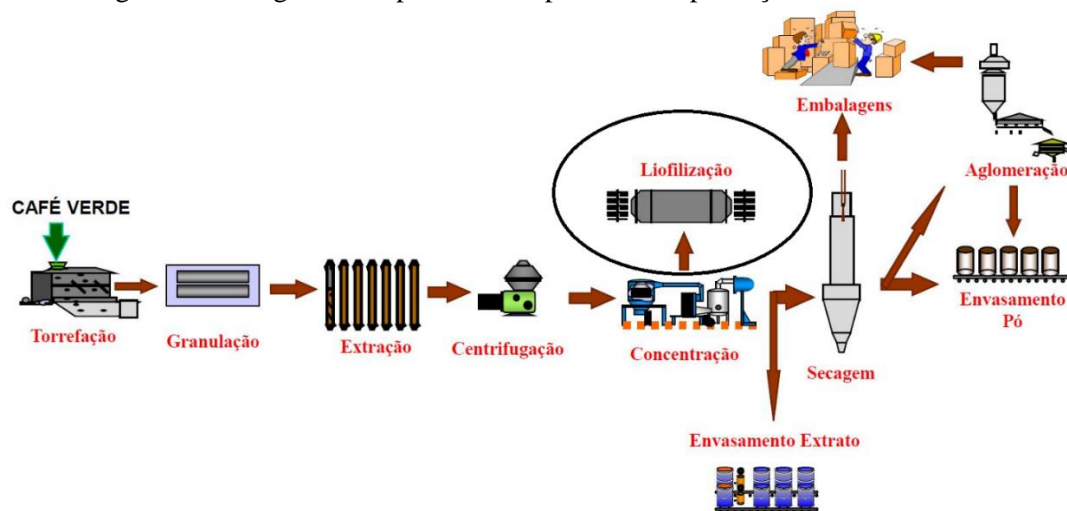 Embalagens
Liofilização
Aglomeração
CAFÉ VERDE
Torrefação
Granulação
Extração
Centrifugação
Concentração
Secagem
Envasamento
Pó
Envasamento Extrato